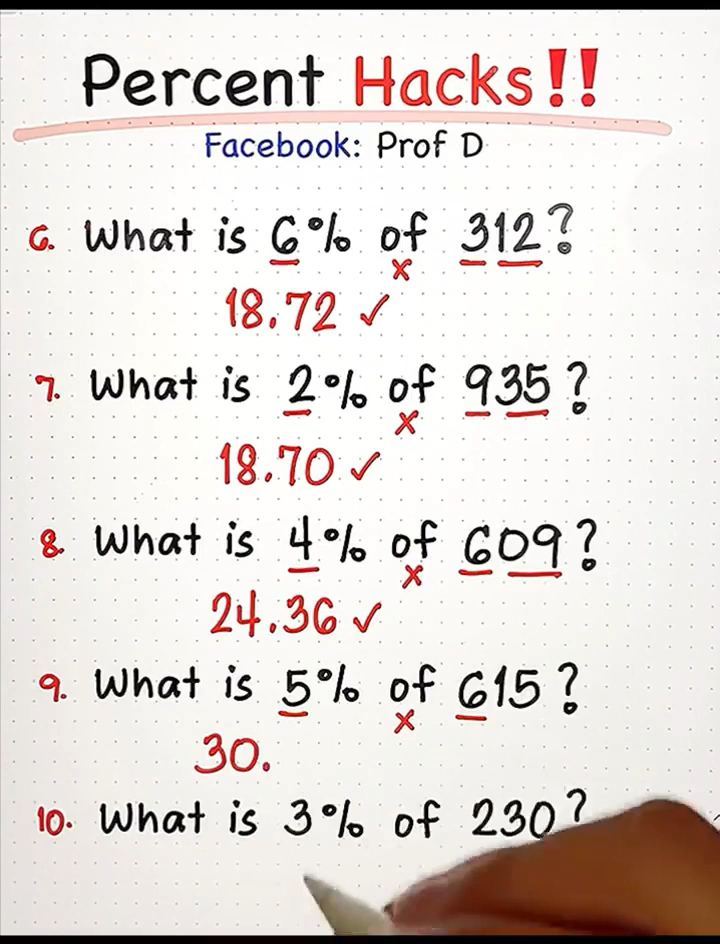 Percent Hacks!!
Facebook: Prof D
6. What is 6% of 312?
x
18.72 ✓
7. What is 2% of 935?
x
18.70 ✓
8. What is 4% of 609?
x
24.36 ✓
9. What is 5% of 615?
x
30.
10. What is 3% of 230?